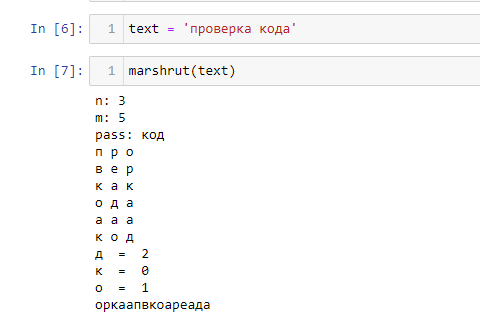 In [6]: 1 text = 'проверка кода'
In [7]: 1 marshrut(text)
n: 3
m: 5
pass: код
п р о
в е р
к а к
о д а
а а а
к о д
д = 2
к = 0
о = 1
оркаапвкоареада